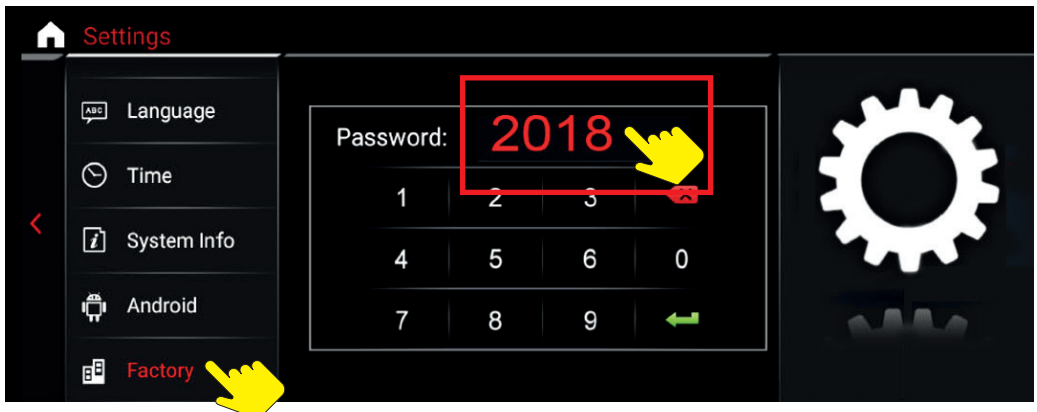 Settings
ABC
Language
Time
i
System Info
Android
Factory
Password: 2018
1 2 3
4 5 6 0
7 8 9